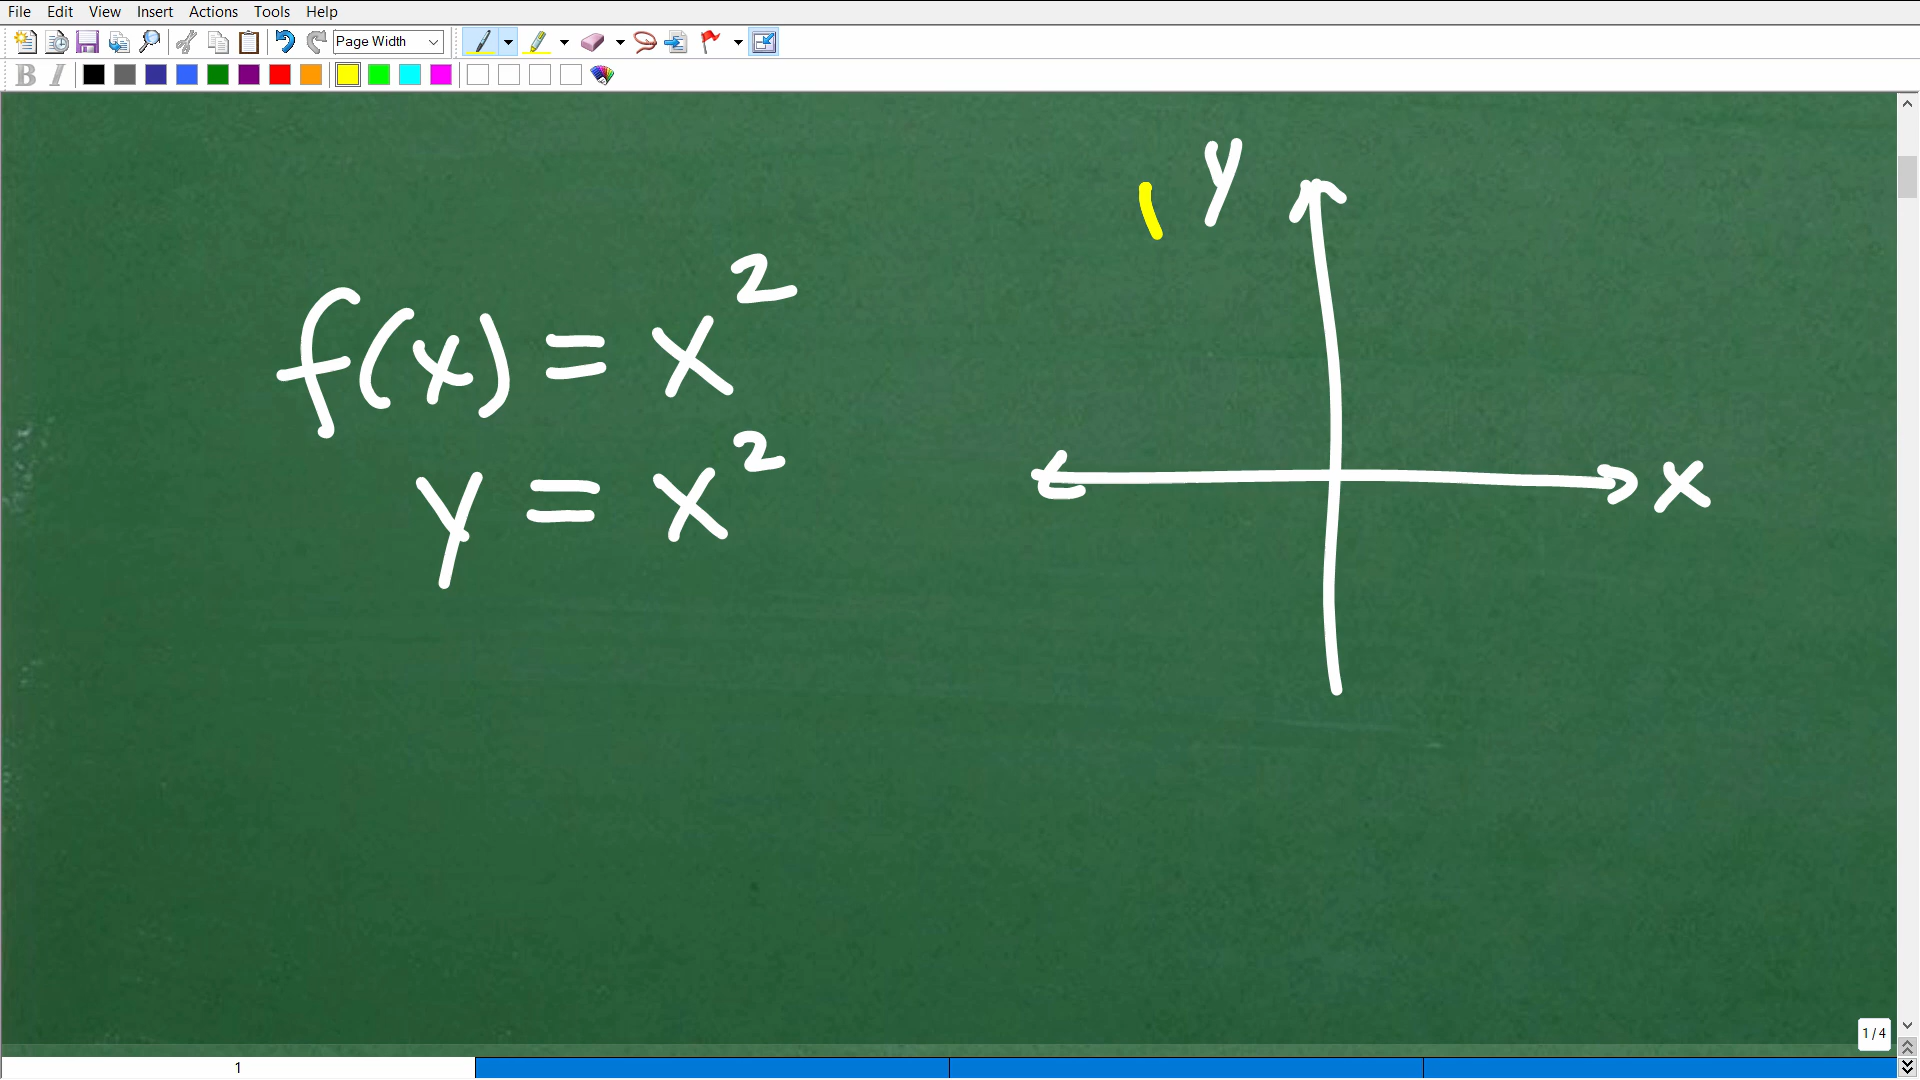 File Edit View Insert Actions Tools Help
Page Width
B I
y
f(x) = x²
y = x²
x
1 / 4
1